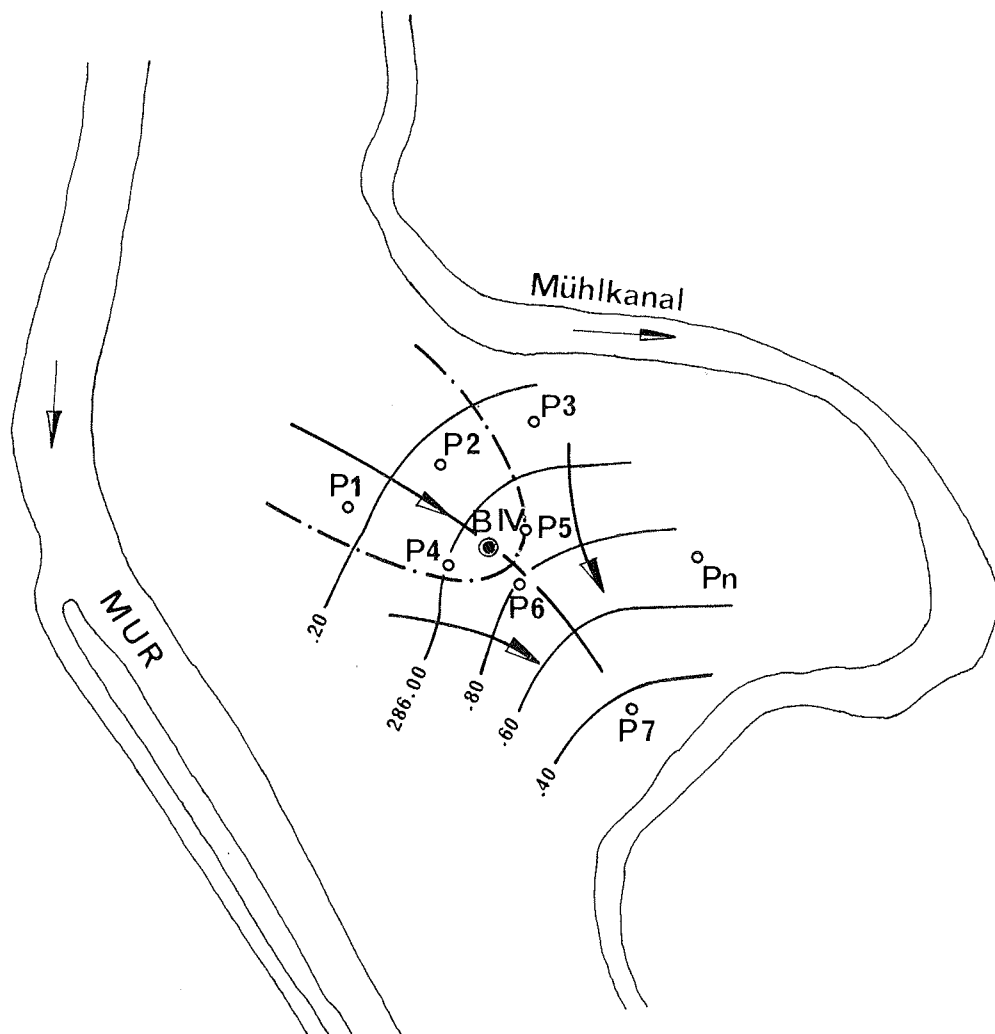 Mühlkanal
P3
P2
P1
B IV
P5
P4
Pn
P6
MUR
.20
286.00
.80
.60
.40
P7